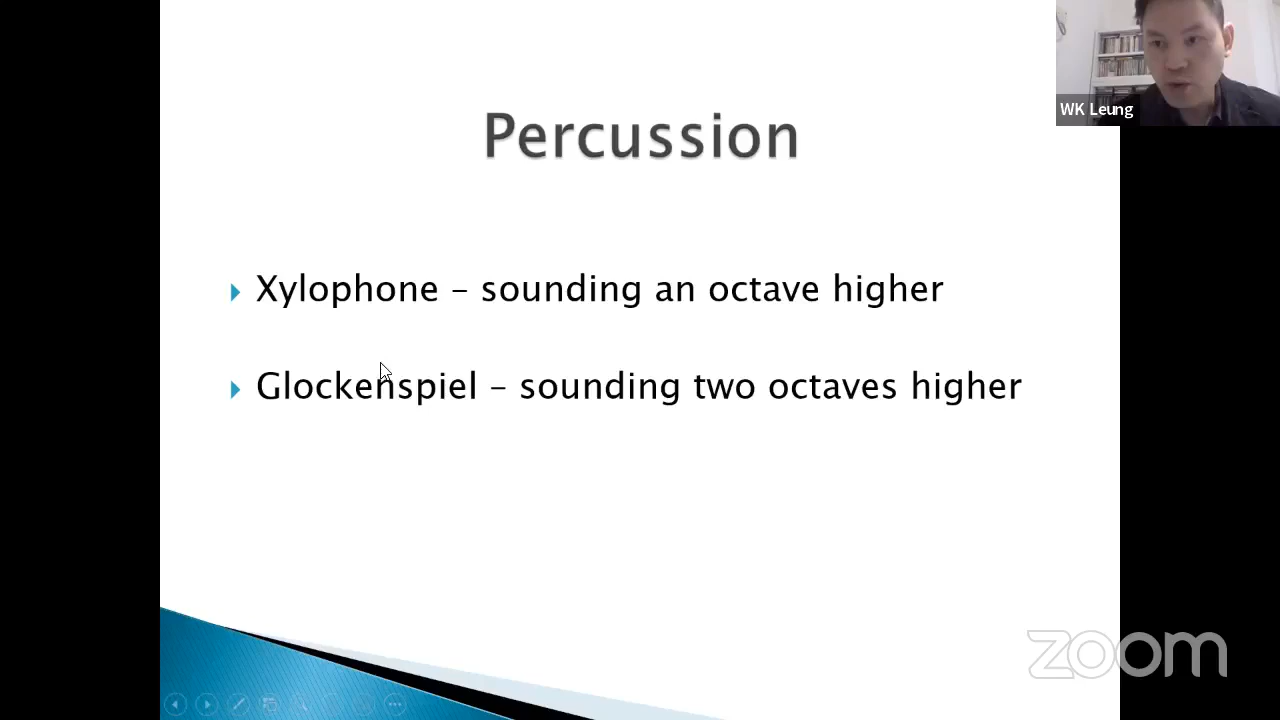 WK Leung
Percussion
Xylophone – sounding an octave higher
Glockenspiel – sounding two octaves higher
zoom